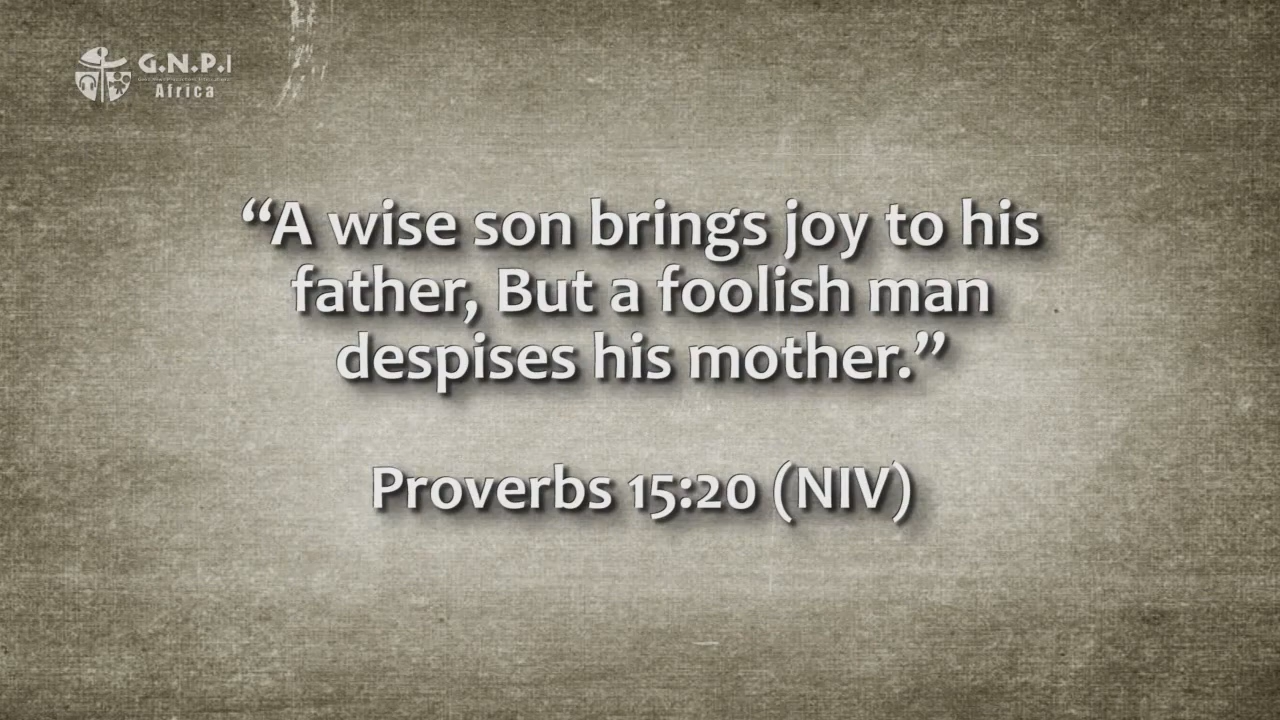 G.N.P.I
Africa
“A wise son brings joy to his
father, But a foolish man
despises his mother.”
Proverbs 15:20 (NIV)